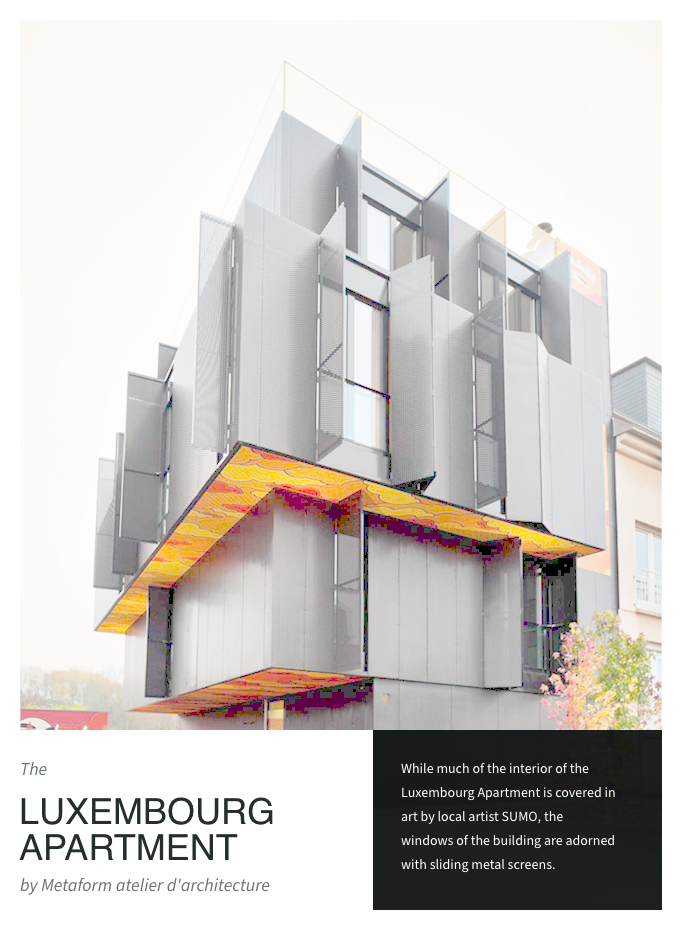 The
LUXEMBOURG
APARTMENT
by Metaform atelier d'architecture
While much of the interior of the
Luxembourg Apartment is covered in
art by local artist SUMO, the
windows of the building are adorned
with sliding metal screens.